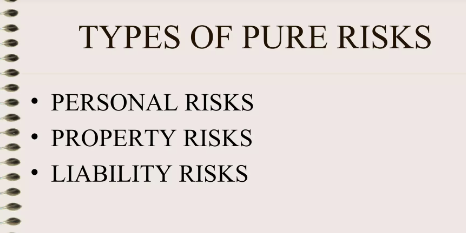 TYPES OF PURE RISKS
• PERSONAL RISKS
• PROPERTY RISKS
• LIABILITY RISKS